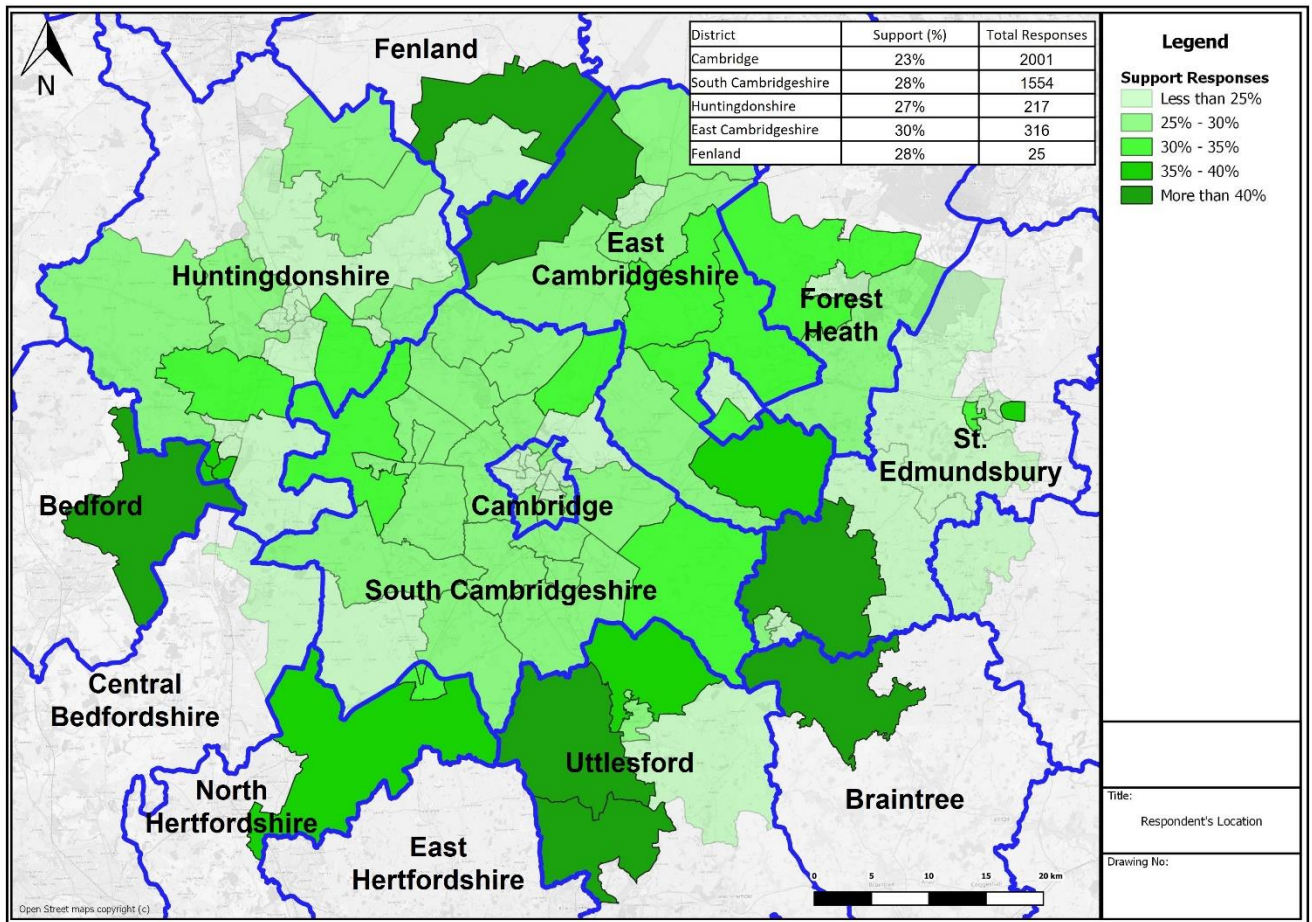 N
Fenland
District Support (%) Total Responses
Cambridge 23% 2001
South Cambridgeshire 28% 1554
Huntingdonshire 27% 217
East Cambridgeshire 30% 316
Fenland 28% 25
Huntingdonshire
East
Cambridgeshire
Forest
Heath
St.
Edmundsbury
Bedford
Cambridge
South Cambridgeshire
Central
Bedfordshire
Uttlesford
North
Hertfordshire
Braintree
East
Hertfordshire
0 5 10 15 20 km
Open Street maps copyright (c)
Legend
Support Responses
Less than 25%
25% - 30%
30% - 35%
35% - 40%
More than 40%
Title:
Respondent's Location
Drawing No: